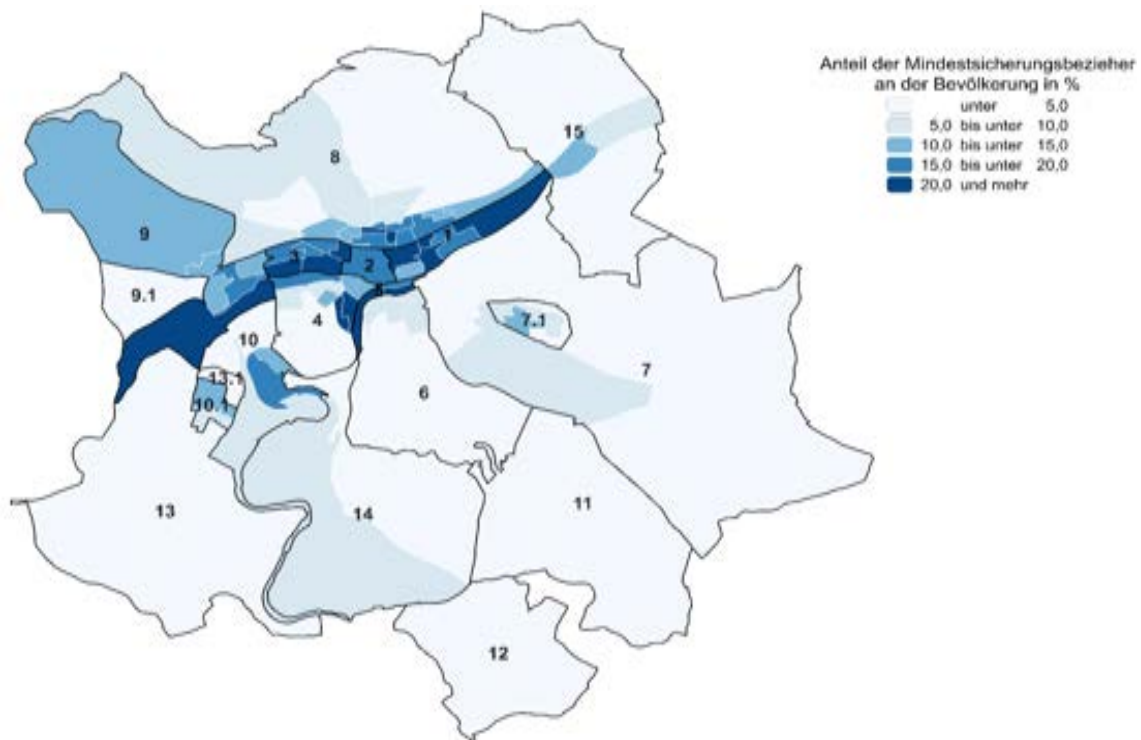 Anteil der Mindestsicherungsbezieher
an der Bevölkerung in %
unter 5,0
5,0 bis unter 10,0
10,0 bis unter 15,0
15,0 bis unter 20,0
20,0 und mehr
15
8
1
9
3
2
9.1
5
4
7.1
10
7
13.1
10.1
6
11
13
14
12